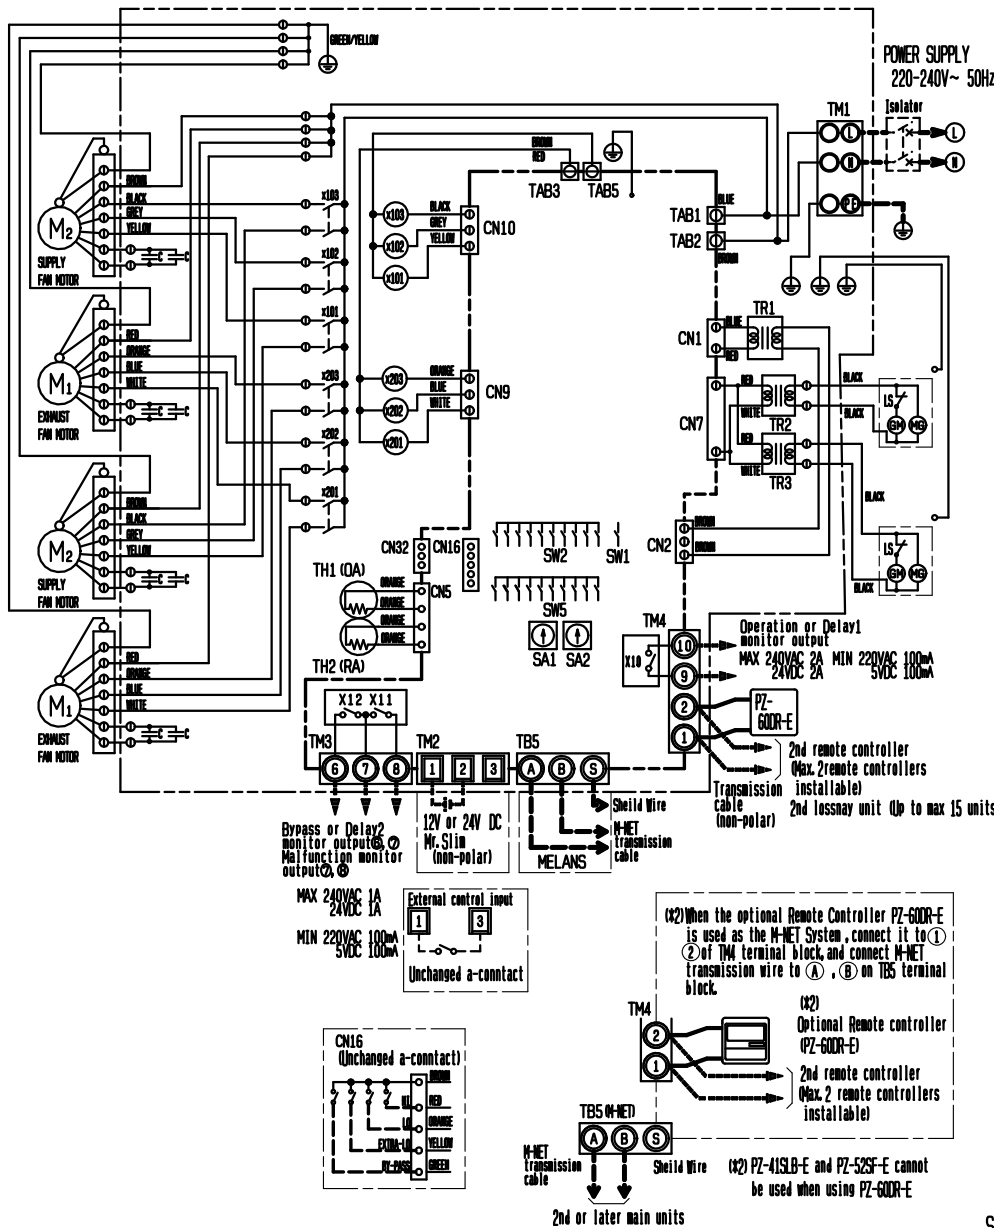 GREEN/YELLOW
POWER SUPPLY
220-240V~ 50Hz
TM1
Isolator
L
L
N
N
PE
BROWN
RED
TAB3
TAB5
BROWN
BLACK
GREY
YELLOW
M2
SUPPLY
FAN MOTOR
C
C
X103
X102
X101
X103
X102
X101
BLACK
GREY
YELLOW
CN10
BLUE
TAB1
TAB2
BROWN
RED
ORANGE
BLUE
WHITE
M1
EXHAUST
FAN MOTOR
C
C
X203
X202
X201
X203
X202
X201
ORANGE
BLUE
WHITE
CN9
CN1
BLUE
RED
TR1
CN7
RED
WHITE
TR2
RED
WHITE
TR3
BLACK
BLACK
LS
GM
MG
BLACK
BLACK
LS
GM
MG
BROWN
BLACK
GREY
YELLOW
M2
SUPPLY
FAN MOTOR
C
C
CN2
BROWN
BROWN
CN32
CN16
SW2
SW1
TH1 (OA)
ORANGE
ORANGE
ORANGE
ORANGE
CN5
TH2 (RA)
SW5
SA1
SA2
RED
ORANGE
BLUE
WHITE
M1
EXHAUST
FAN MOTOR
C
C
TM4
X10
10
9
2
1
Operation or Delay1
monitor output
MAX 240VAC 2A MIN 220VAC 100mA
24VDC 2A 5VDC 100mA
PZ-
60DR-E
2nd remote controller
(Max. 2remote controllers
installable)
Transmission
cable
(non-polar)
2nd lossnay unit (Up to max 15 units
X12 X11
TM3
6 7 8
TM2
1 2 3
TB5
A B S
Bypass or Delay2
monitor output⑥,⑦
Malfunction monitor
output⑦,⑧
MAX 240VAC 1A
24VDC 1A
MIN 220VAC 100mA
5VDC 100mA
12V or 24V DC
Mr.Slim
(non-polar)
Sheild Wire
M-NET
transmission
cable
MELANS
External control input
1 3
Unchanged a-conntact
CN16
(Unchanged a-conntact)
BROWN
HI
RED
LO
ORANGE
EXTRA-LO
YELLOW
BY-PASS
GREEN
(※2)When the optional Remote Controller PZ-60DR-E
is used as the M-NET System, connect it to ①
② of TM4 terminal block,and connect M-NET
transmission wire to Ⓐ , Ⓑ on TB5 terminal
block.
TM4
2
1
(※2)
Optional Remote controller
(PZ-60DR-E)
2nd remote controller
(Max. 2 remote controllers
installable)
TB5(M-NET)
A B S
M-NET
transmission
cable
Sheild Wire
2nd or later main units
(※2) PZ-41SLB-E and PZ-52SF-E cannot
be used when using PZ-60DR-E
S